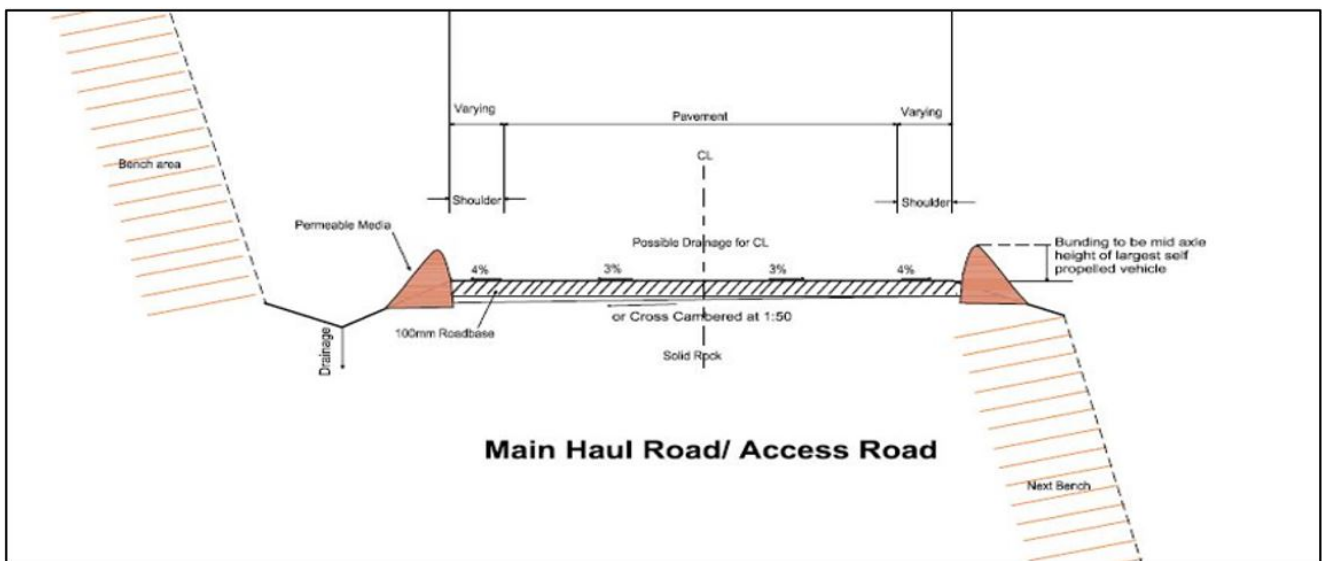 Varying
Varying
Pavement
Bench area
CL
Shoulder
Shoulder
Permeable Media
Possible Drainage for CL
Bunding to be mid axle
height of largest self
propelled vehicle
4%
3%
3%
4%
or Cross Cambered at 1:50
100mm Roadbase
Drainage
Solid Rock
Main Haul Road/ Access Road
Next Bench